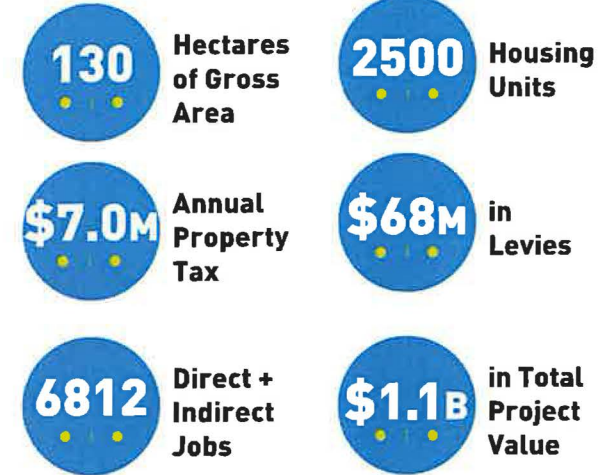 130
Hectares
of Gross
Area
2500
Housing
Units
$7.0M
Annual
Property
Tax
$68M
in
Levies
6812
Direct +
Indirect
Jobs
$1.1B
in Total
Project
Value